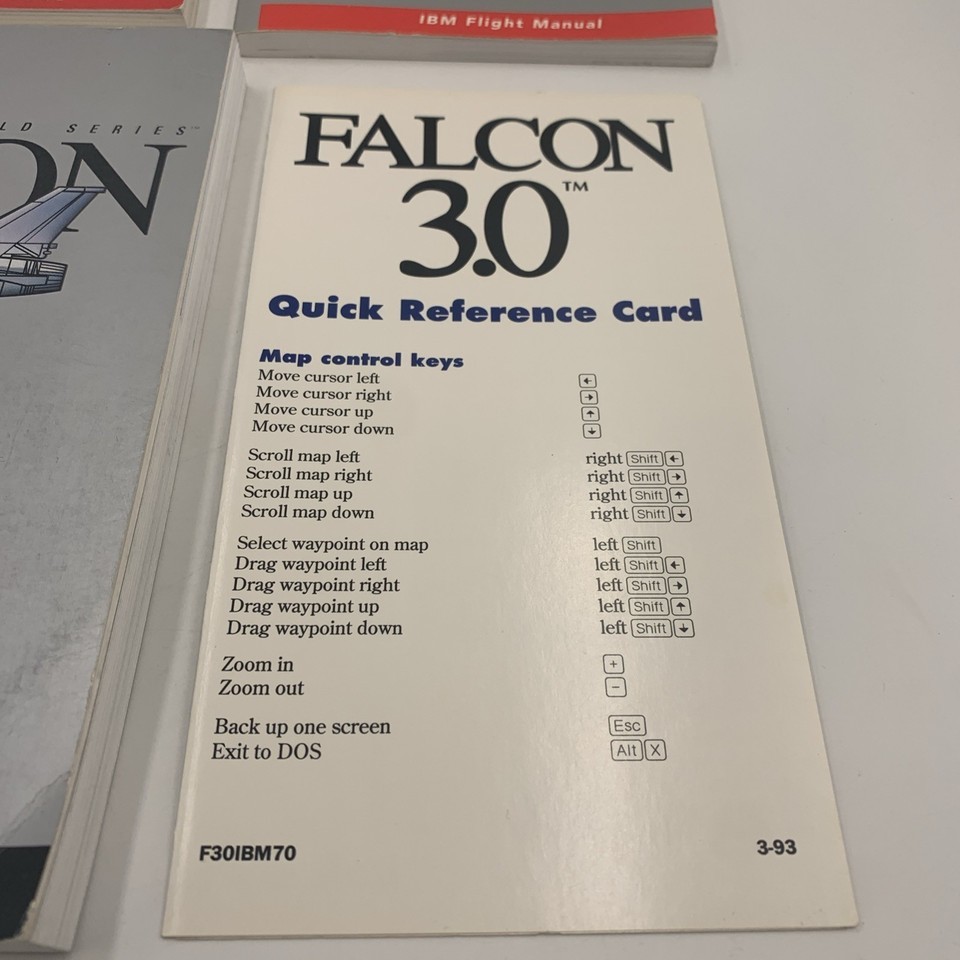 IBM Flight Manual
SERIES™
ON
FALCON
3.0™
Quick Reference Card
Map control keys
Move cursor left ←
Move cursor right →
Move cursor up ↑
Move cursor down ↓
Scroll map left right Shift ←
Scroll map right right Shift →
Scroll map up right Shift ↑
Scroll map down right Shift ↓
Select waypoint on map left Shift
Drag waypoint left left Shift ←
Drag waypoint right left Shift →
Drag waypoint up left Shift ↑
Drag waypoint down left Shift ↓
Zoom in +
Zoom out −
Back up one screen Esc
Exit to DOS Alt X
F30IBM70 3-93